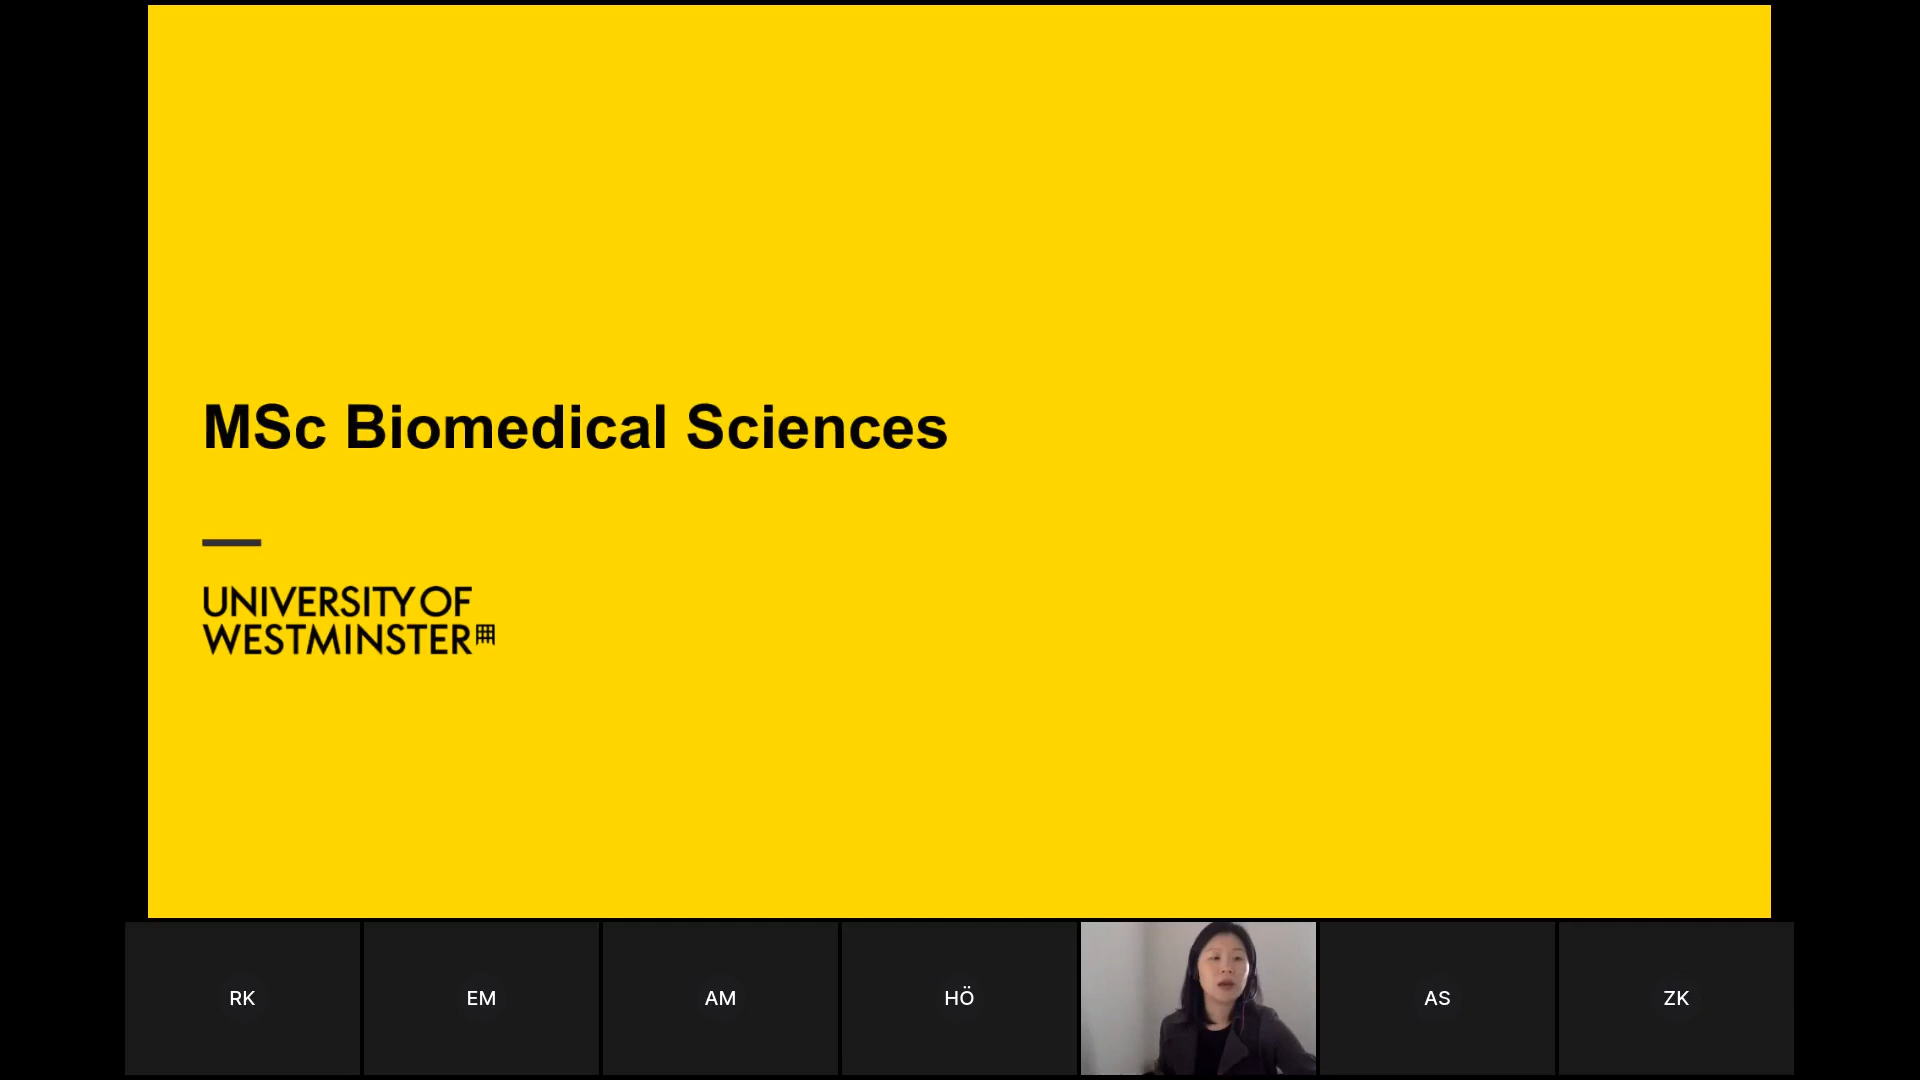 MSc Biomedical Sciences
UNIVERSITY OF
WESTMINSTER
RK
EM
AM
HÖ
AS
ZK